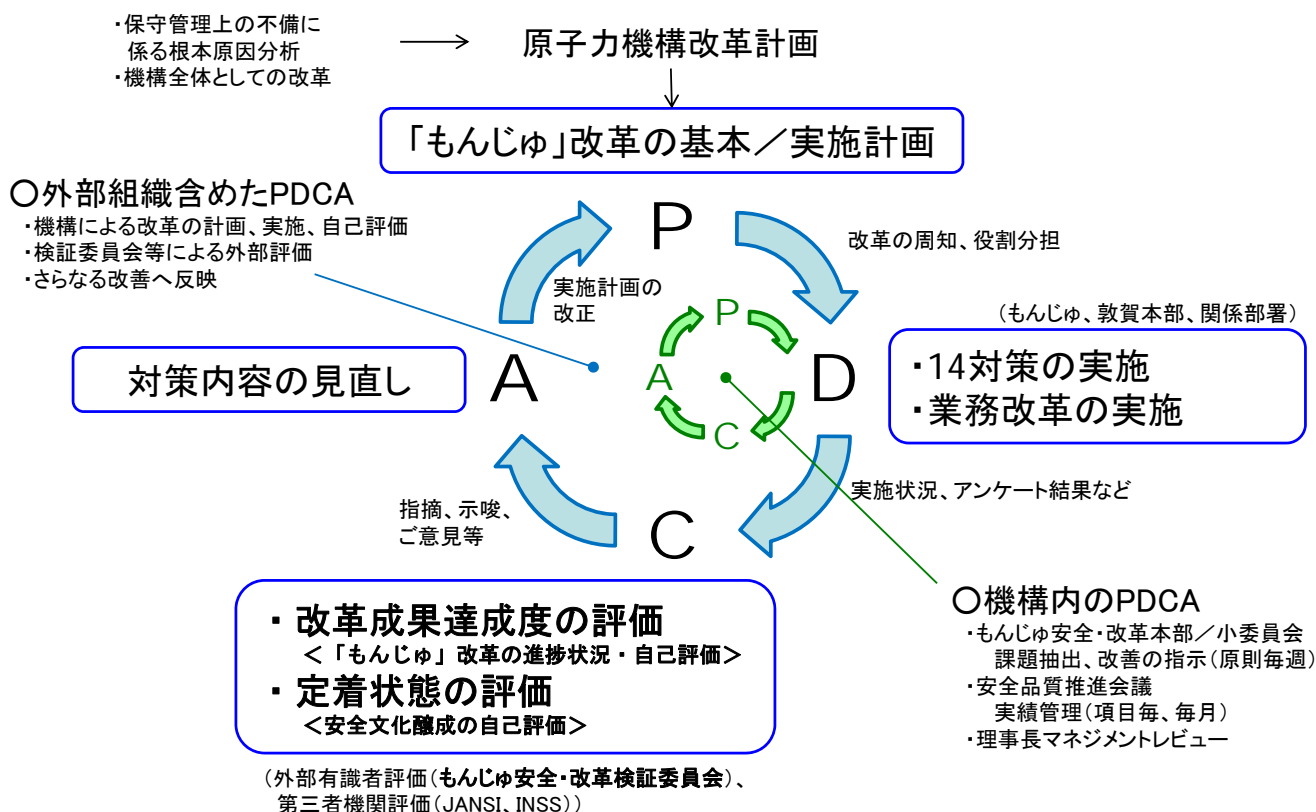 ・保守管理上の不備に
係る根本原因分析
・機構全体としての改革
原子力機構改革計画
「もんじゅ」改革の基本／実施計画
〇外部組織含めたPDCA
・機構による改革の計画、実施、自己評価
・検証委員会等による外部評価
・さらなる改善へ反映
P
改革の周知、役割分担
実施計画の
改正
P
（もんじゅ、敦賀本部、関係部署）
対策内容の見直し
A
A
D
・14対策の実施
・業務改革の実施
C
実施状況、アンケート結果など
指摘、示唆、
ご意見等
C
・改革成果達成度の評価
＜「もんじゅ」改革の進捗状況・自己評価＞
・定着状態の評価
＜安全文化醸成の自己評価＞
（外部有識者評価（もんじゅ安全・改革検証委員会）、
第三者機関評価（JANSI、INSS））
〇機構内のPDCA
・もんじゅ安全・改革本部／小委員会
課題抽出、改善の指示（原則毎週）
・安全品質推進会議
実績管理（項目毎、毎月）
・理事長マネジメントレビュー